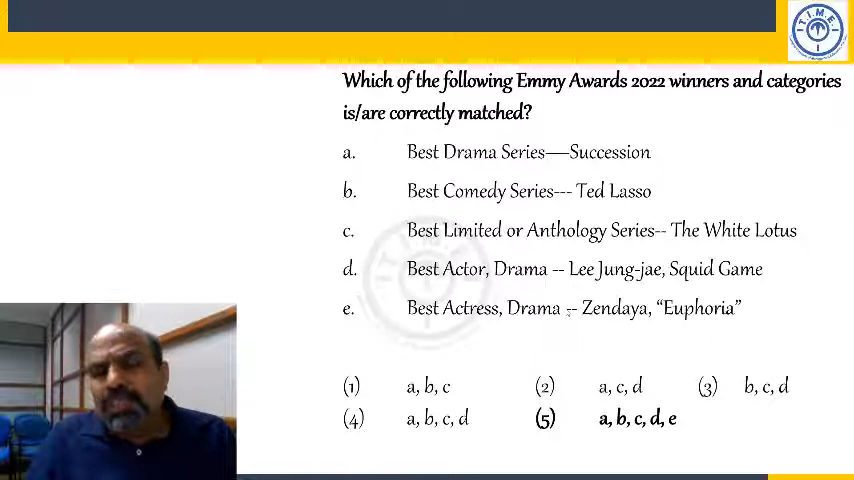 T.I.M.E.
Which of the following Emmy Awards 2022 winners and categories
is/are correctly matched?
a. Best Drama Series—Succession
b. Best Comedy Series--- Ted Lasso
c. Best Limited or Anthology Series-- The White Lotus
d. Best Actor, Drama -- Lee Jung-jae, Squid Game
e. Best Actress, Drama -- Zendaya, “Euphoria”
(1) a, b, c (2) a, c, d (3) b, c, d
(4) a, b, c, d (5) a, b, c, d, e